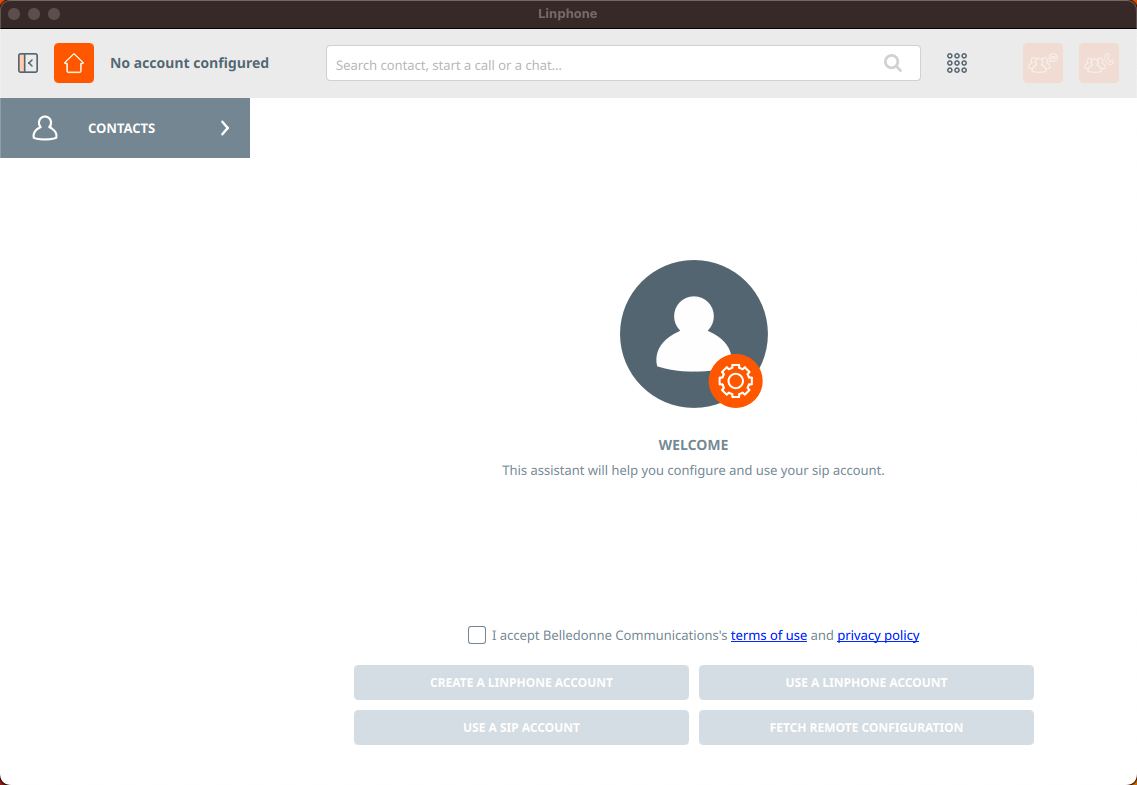 Linphone
No account configured
Search contact, start a call or a chat...
CONTACTS
WELCOME
This assistant will help you configure and use your sip account.
I accept Belledonne Communications's terms of use and privacy policy
CREATE A LINPHONE ACCOUNT
USE A LINPHONE ACCOUNT
USE A SIP ACCOUNT
FETCH REMOTE CONFIGURATION